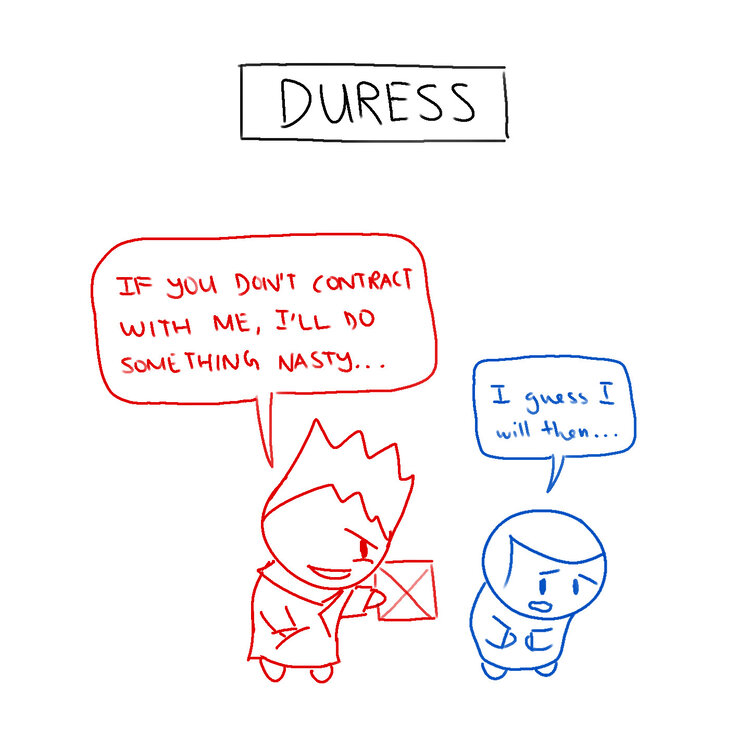 DURESS
IF YOU DON'T CONTRACT
WITH ME, I'LL DO
SOMETHING NASTY...
I guess I
will then...